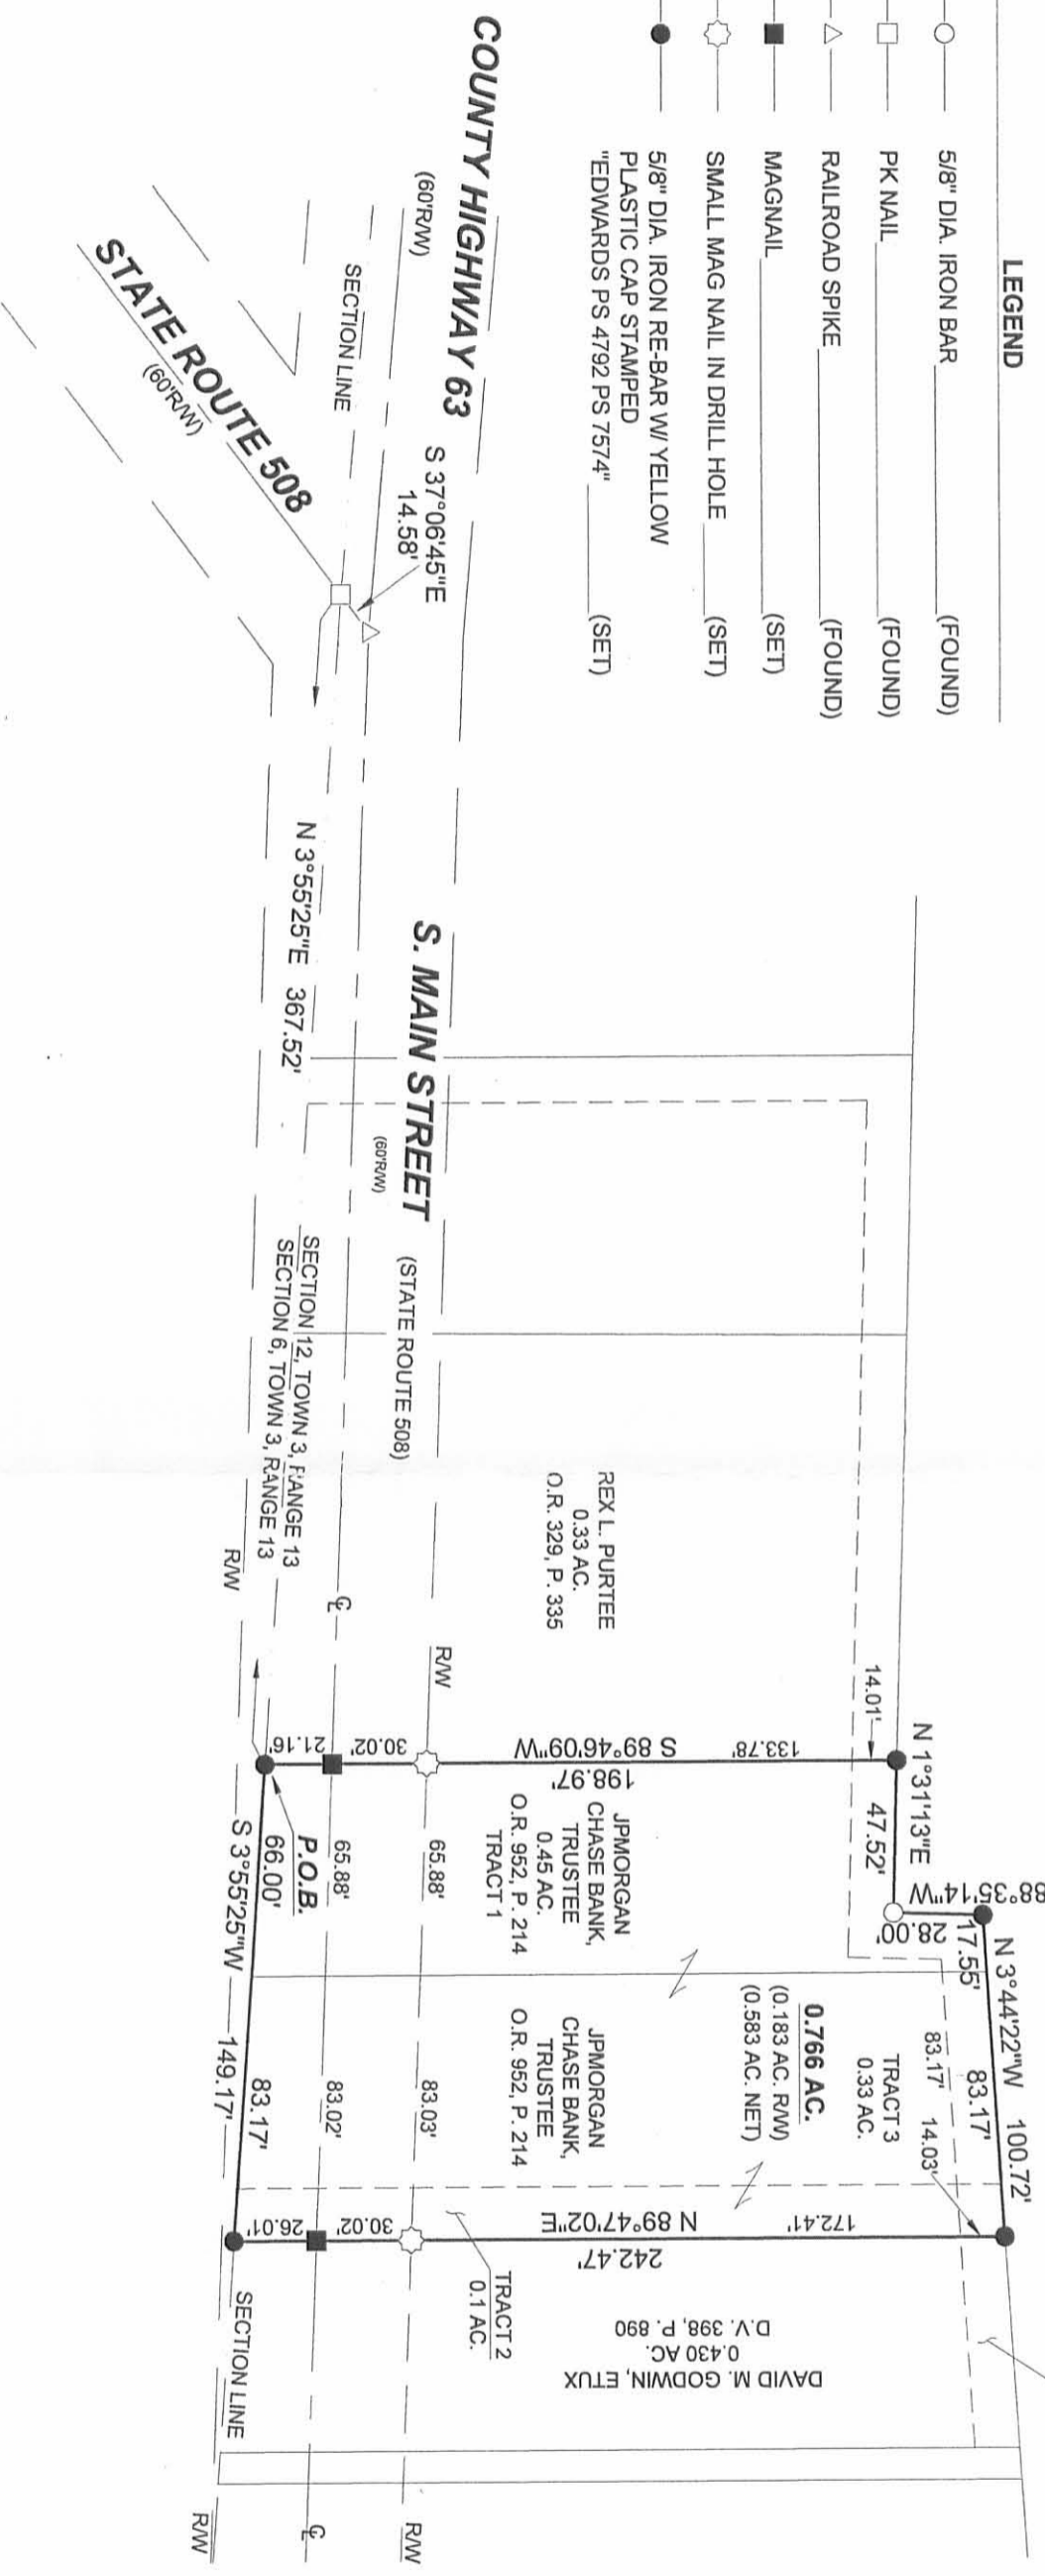 LEGEND
5/8" DIA. IRON BAR (FOUND)
PK NAIL (FOUND)
RAILROAD SPIKE (FOUND)
MAGNAIL (SET)
SMALL MAG NAIL IN DRILL HOLE (SET)
5/8" DIA. IRON RE-BAR W/ YELLOW
PLASTIC CAP STAMPED
"EDWARDS PS 4792 PS 7574" (SET)
COUNTY HIGHWAY 63
(60'R/W)
SECTION LINE
STATE ROUTE 508
(60'R/W)
S 37°06'45"E
14.58'
N 3°55'25"E 367.52'
S. MAIN STREET
(60'R/W)
(STATE ROUTE 508)
SECTION 12, TOWN 3, RANGE 13
SECTION 6, TOWN 3, RANGE 13
R/W
℄
R/W
REX L. PURTEE
0.33 AC.
O.R. 329, P. 335
14.01'
N 1°31'13"E
47.52'
88°35'14"W
28.00'
17.55'
N 3°44'22"W 100.72'
83.17'
83.17'
14.03'
TRACT 3
0.33 AC.
0.766 AC.
(0.183 AC. R/W)
(0.583 AC. NET)
S 89°46'09"W
198.97'
133.78'
30.02'
21.16'
JPMORGAN
CHASE BANK,
TRUSTEE
0.45 AC.
O.R. 952, P. 214
TRACT 1
65.88'
65.88'
P.O.B.
66.00'
S 3°55'25"W 149.17'
JPMORGAN
CHASE BANK,
TRUSTEE
O.R. 952, P. 214
83.03'
83.02'
83.17'
N 89°47'02"E
242.47'
172.41'
30.02'
26.01'
TRACT 2
0.1 AC.
DAVID M. GODWIN, ETUX
0.430 AC.
D.V. 398, P. 890
SECTION LINE
R/W
℄
R/W